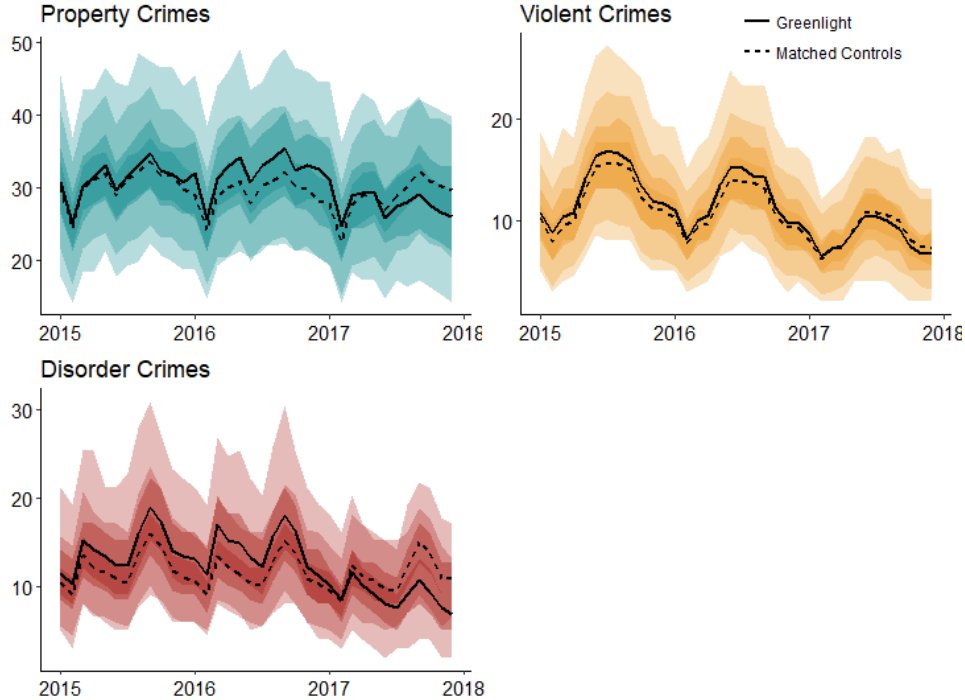 Property Crimes
50
40
30
20
2015 2016 2017 2018
Violent Crimes
Greenlight
Matched Controls
20
10
2015 2016 2017 2018
Disorder Crimes
30
20
10
2015 2016 2017 2018